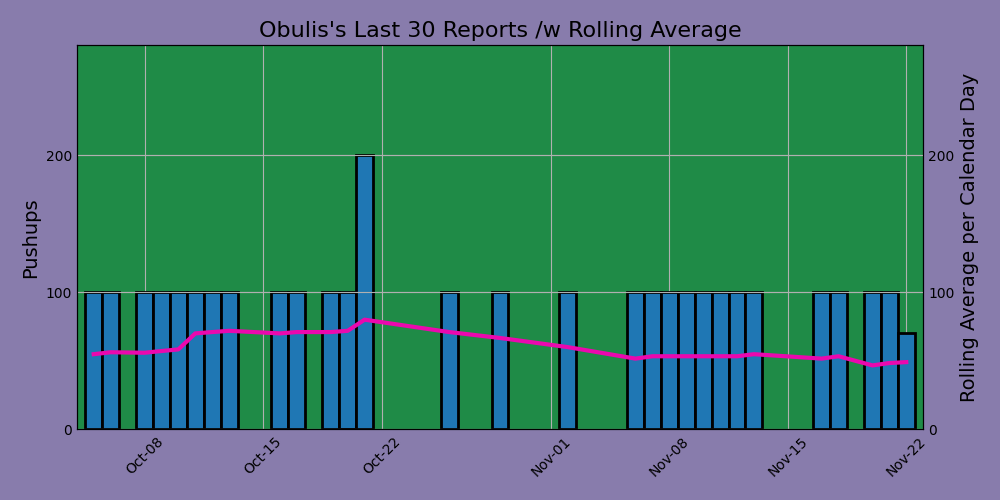 Obulis's Last 30 Reports /w Rolling Average
Pushups
200
100
0
200
100
0
Rolling Average per Calendar Day
Oct-08
Oct-15
Oct-22
Nov-01
Nov-08
Nov-15
Nov-22